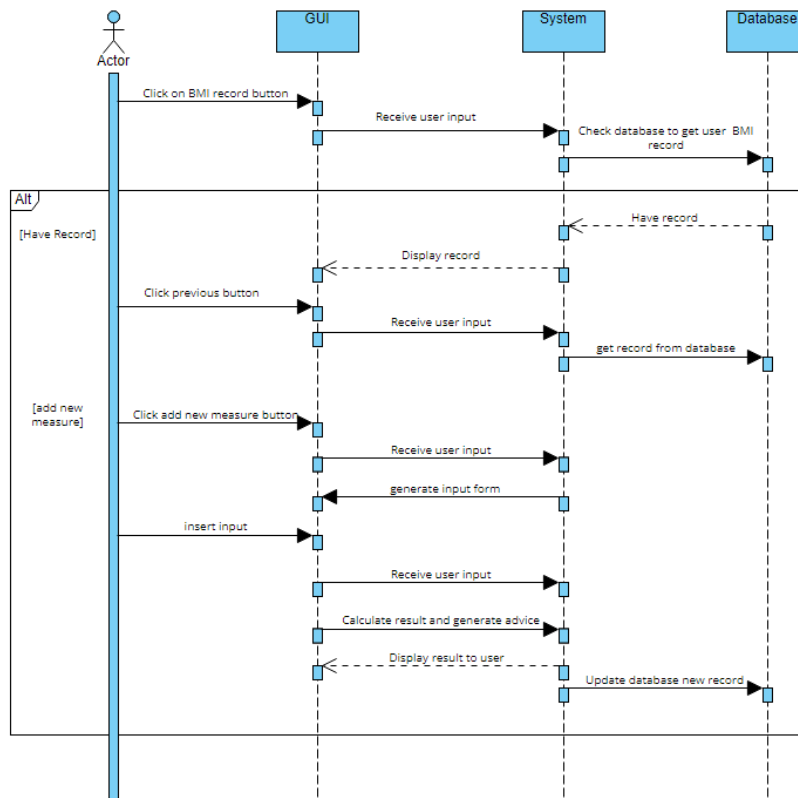 GUI
System
Database
Actor
Click on BMI record button
Receive user input
Check database to get user BMI
record
Alt
[Have Record]
Have record
Display record
Click previous button
Receive user input
get record from database
[add new
measure]
Click add new measure button
Receive user input
generate input form
insert input
Receive user input
Calculate result and generate advice
Display result to user
Update database new record